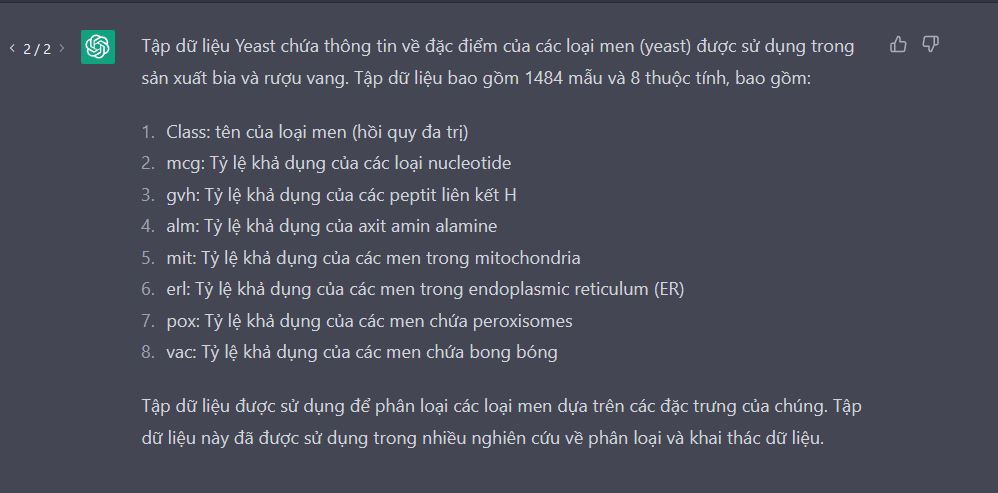 2 / 2
Tập dữ liệu Yeast chứa thông tin về đặc điểm của các loại men (yeast) được sử dụng trong
sản xuất bia và rượu vang. Tập dữ liệu bao gồm 1484 mẫu và 8 thuộc tính, bao gồm:
1. Class: tên của loại men (hồi quy đa trị)
2. mcg: Tỷ lệ khả dụng của các loại nucleotide
3. gvh: Tỷ lệ khả dụng của các peptit liên kết H
4. alm: Tỷ lệ khả dụng của axit amin alamine
5. mit: Tỷ lệ khả dụng của các men trong mitochondria
6. erl: Tỷ lệ khả dụng của các men trong endoplasmic reticulum (ER)
7. pox: Tỷ lệ khả dụng của các men chứa peroxisomes
8. vac: Tỷ lệ khả dụng của các men chứa bong bóng
Tập dữ liệu được sử dụng để phân loại các loại men dựa trên các đặc trưng của chúng. Tập
dữ liệu này đã được sử dụng trong nhiều nghiên cứu về phân loại và khai thác dữ liệu.